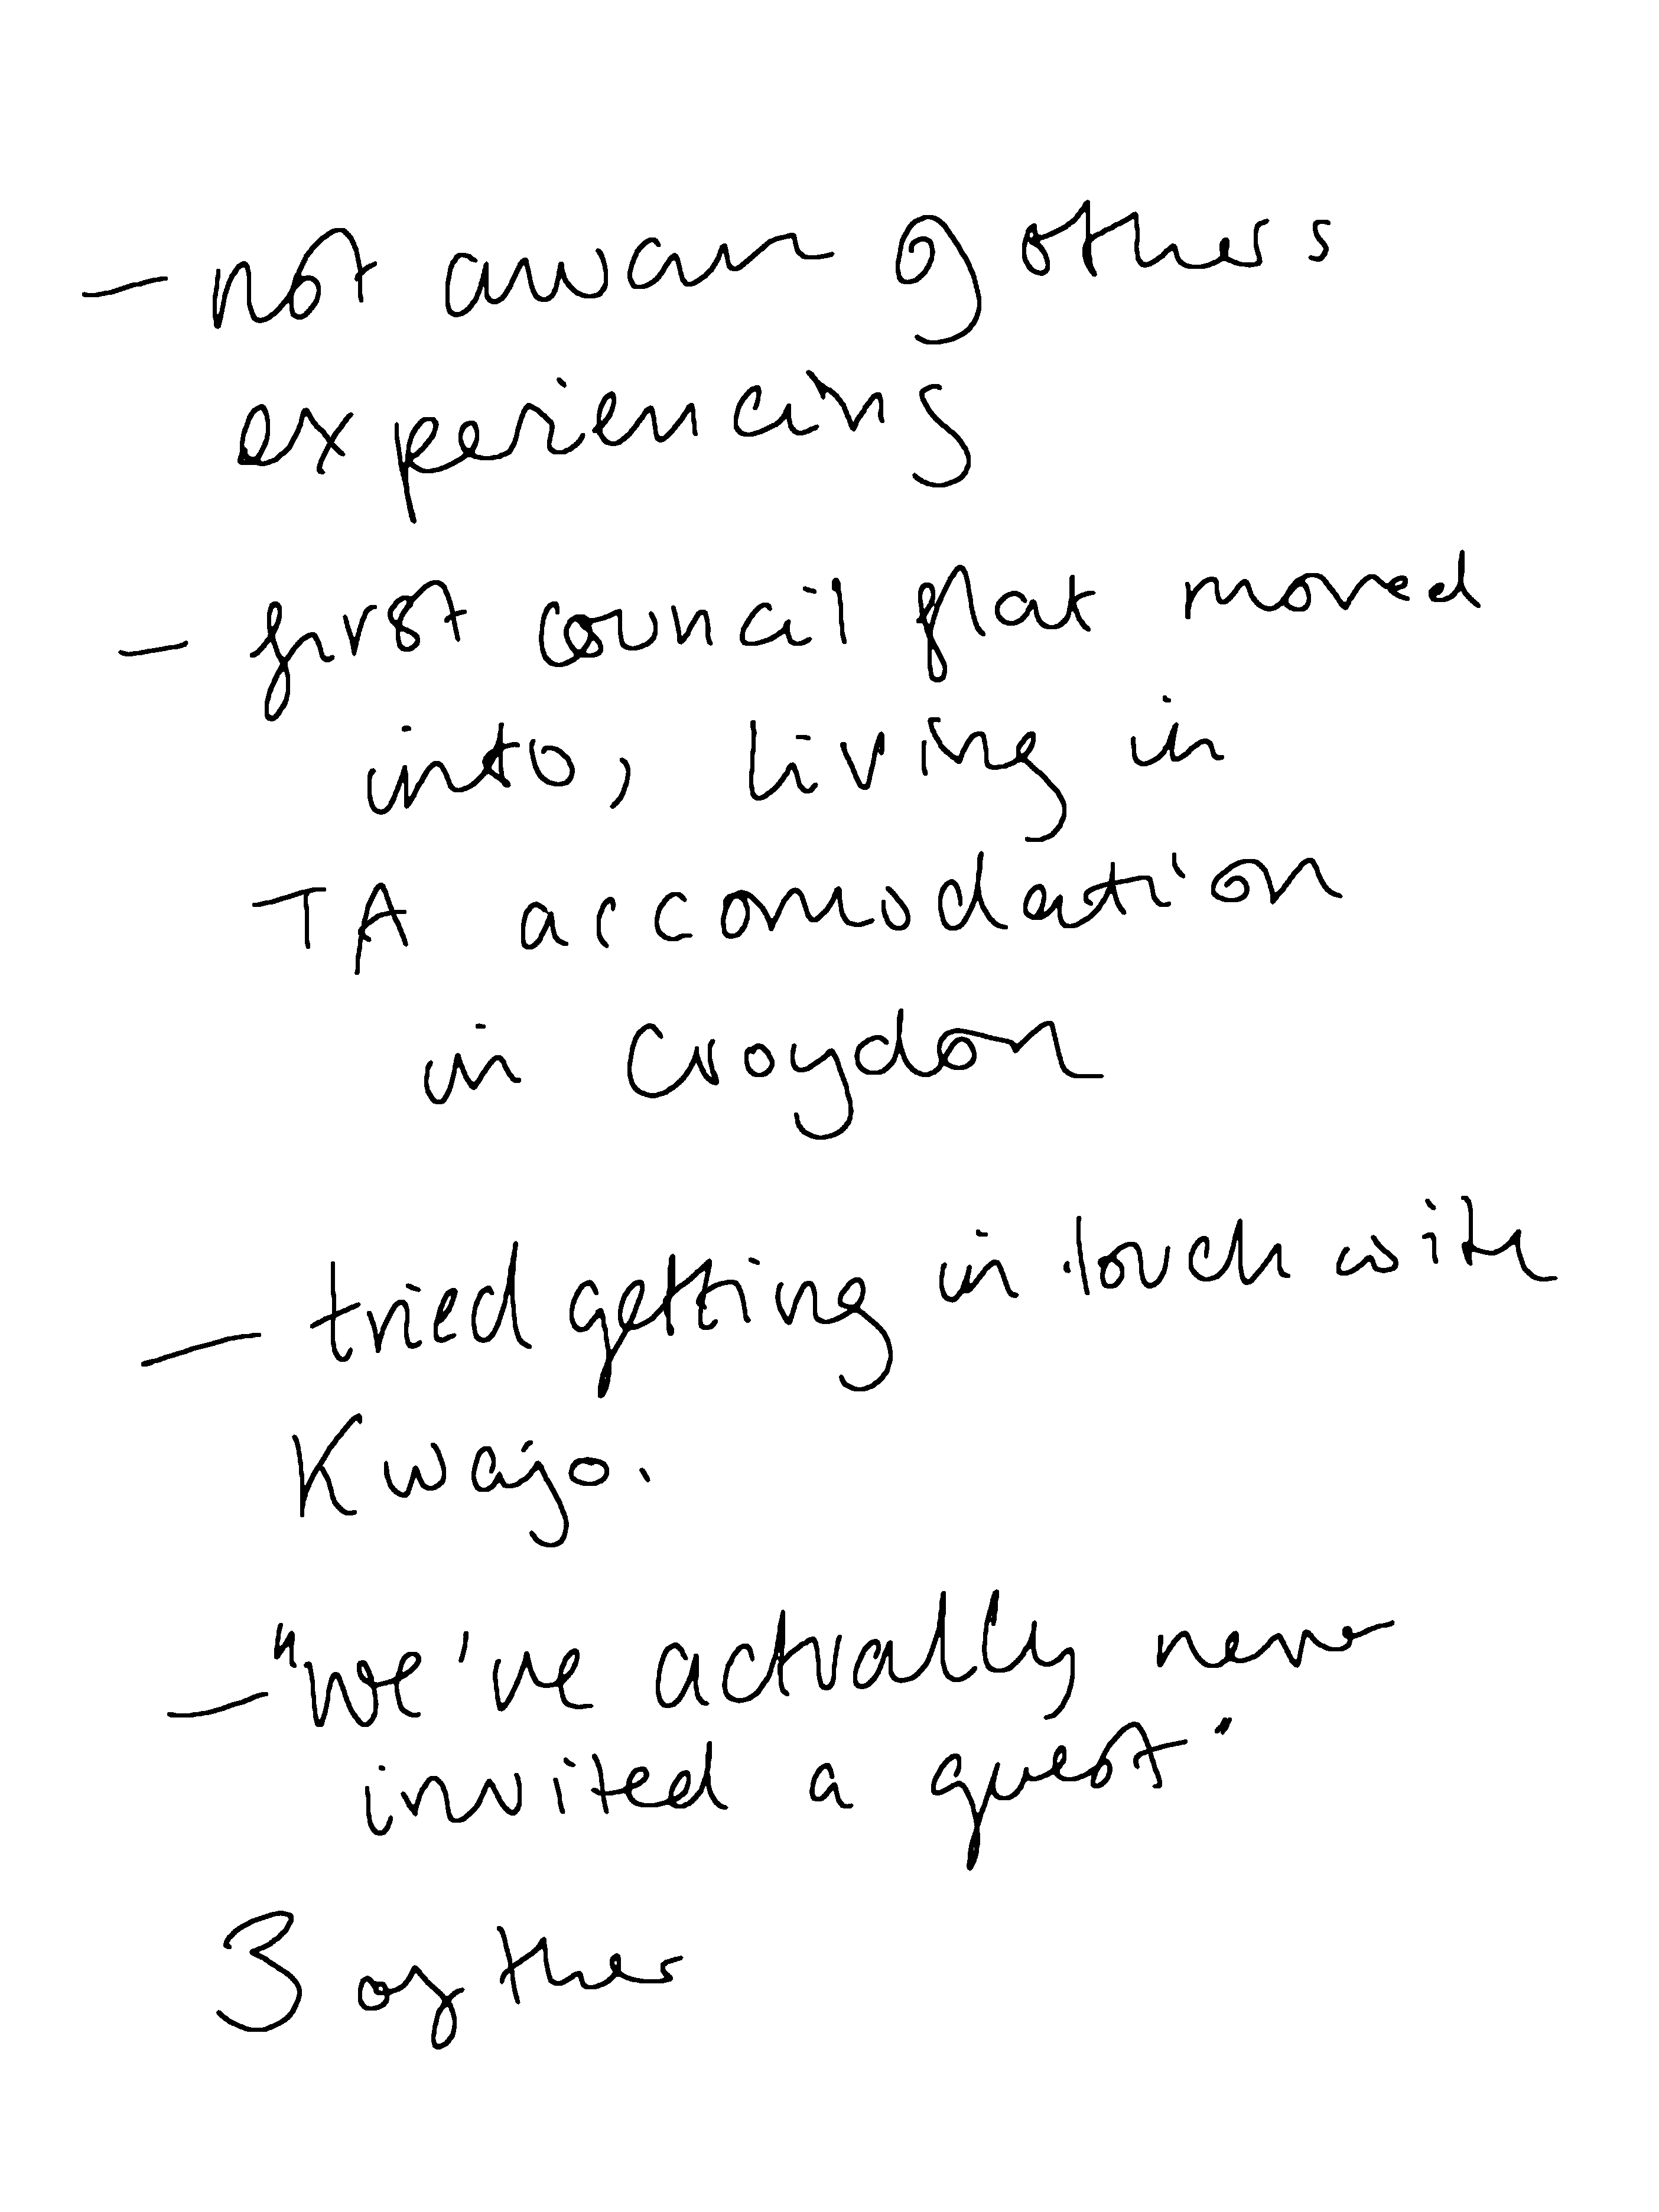 - not aware of others
experiencing
- first council flat moved
into, living in
TA accomodation
in Croydon
- tried getting in touch with
Kwajo.
- "we've actually never
invited a guest"
3 of them